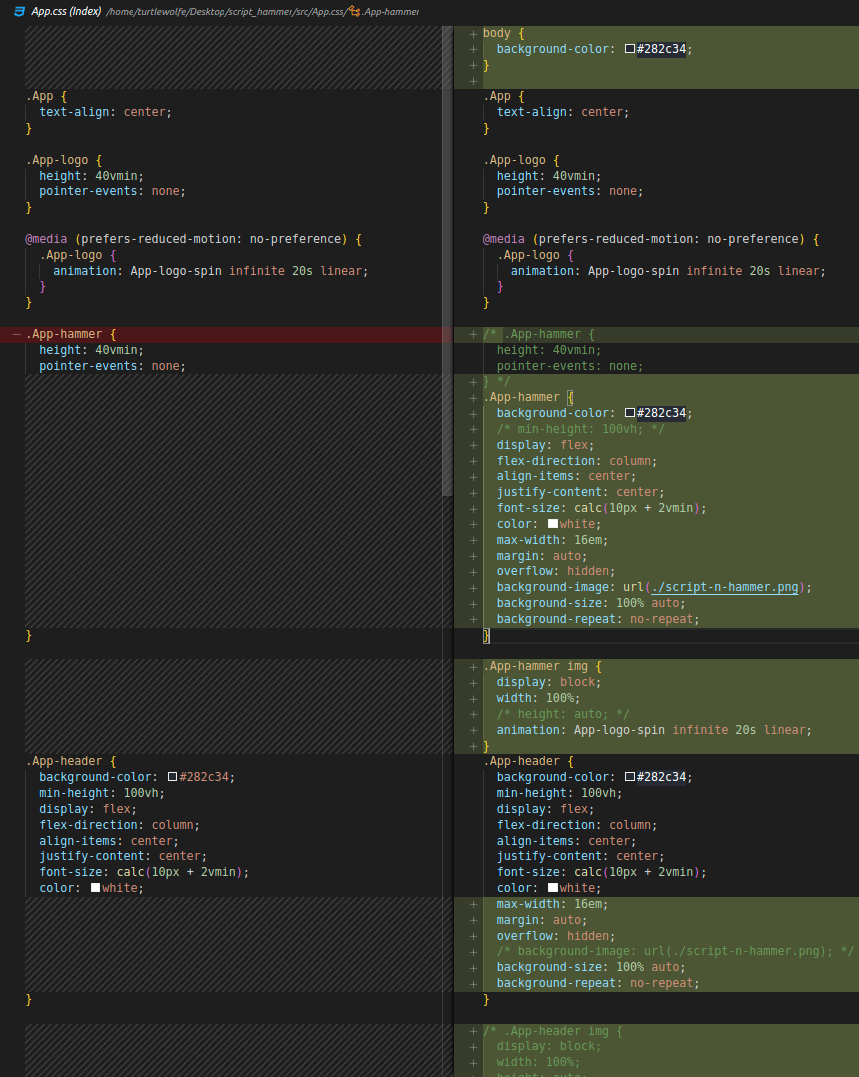 App.css (Index) /home/turtlewolfe/Desktop/script_hammer/src/App.css/.App-hammer
.App {
  text-align: center;
}
.App-logo {
  height: 40vmin;
  pointer-events: none;
}
@media (prefers-reduced-motion: no-preference) {
  .App-logo {
    animation: App-logo-spin infinite 20s linear;
  }
}
− .App-hammer {
  height: 40vmin;
  pointer-events: none;
}
.App-header {
  background-color: #282c34;
  min-height: 100vh;
  display: flex;
  flex-direction: column;
  align-items: center;
  justify-content: center;
  font-size: calc(10px + 2vmin);
  color: white;
}
+ body {
+   background-color: #282c34;
+ }
+
.App {
  text-align: center;
}
.App-logo {
  height: 40vmin;
  pointer-events: none;
}
@media (prefers-reduced-motion: no-preference) {
  .App-logo {
    animation: App-logo-spin infinite 20s linear;
  }
}
+ /* .App-hammer {
  height: 40vmin;
  pointer-events: none;
+ } */
+ .App-hammer {
+   background-color: #282c34;
+   /* min-height: 100vh; */
+   display: flex;
+   flex-direction: column;
+   align-items: center;
+   justify-content: center;
+   font-size: calc(10px + 2vmin);
+   color: white;
+   max-width: 16em;
+   margin: auto;
+   overflow: hidden;
+   background-image: url(./script-n-hammer.png);
+   background-size: 100% auto;
+   background-repeat: no-repeat;
}
+ .App-hammer img {
+   display: block;
+   width: 100%;
+   /* height: auto; */
+   animation: App-logo-spin infinite 20s linear;
+ }
.App-header {
  background-color: #282c34;
  min-height: 100vh;
  display: flex;
  flex-direction: column;
  align-items: center;
  justify-content: center;
  font-size: calc(10px + 2vmin);
  color: white;
+   max-width: 16em;
+   margin: auto;
+   overflow: hidden;
+   /* background-image: url(./script-n-hammer.png); */
+   background-size: 100% auto;
+   background-repeat: no-repeat;
}
+ /* .App-header img {
+   display: block;
+   width: 100%;
+   height: auto;